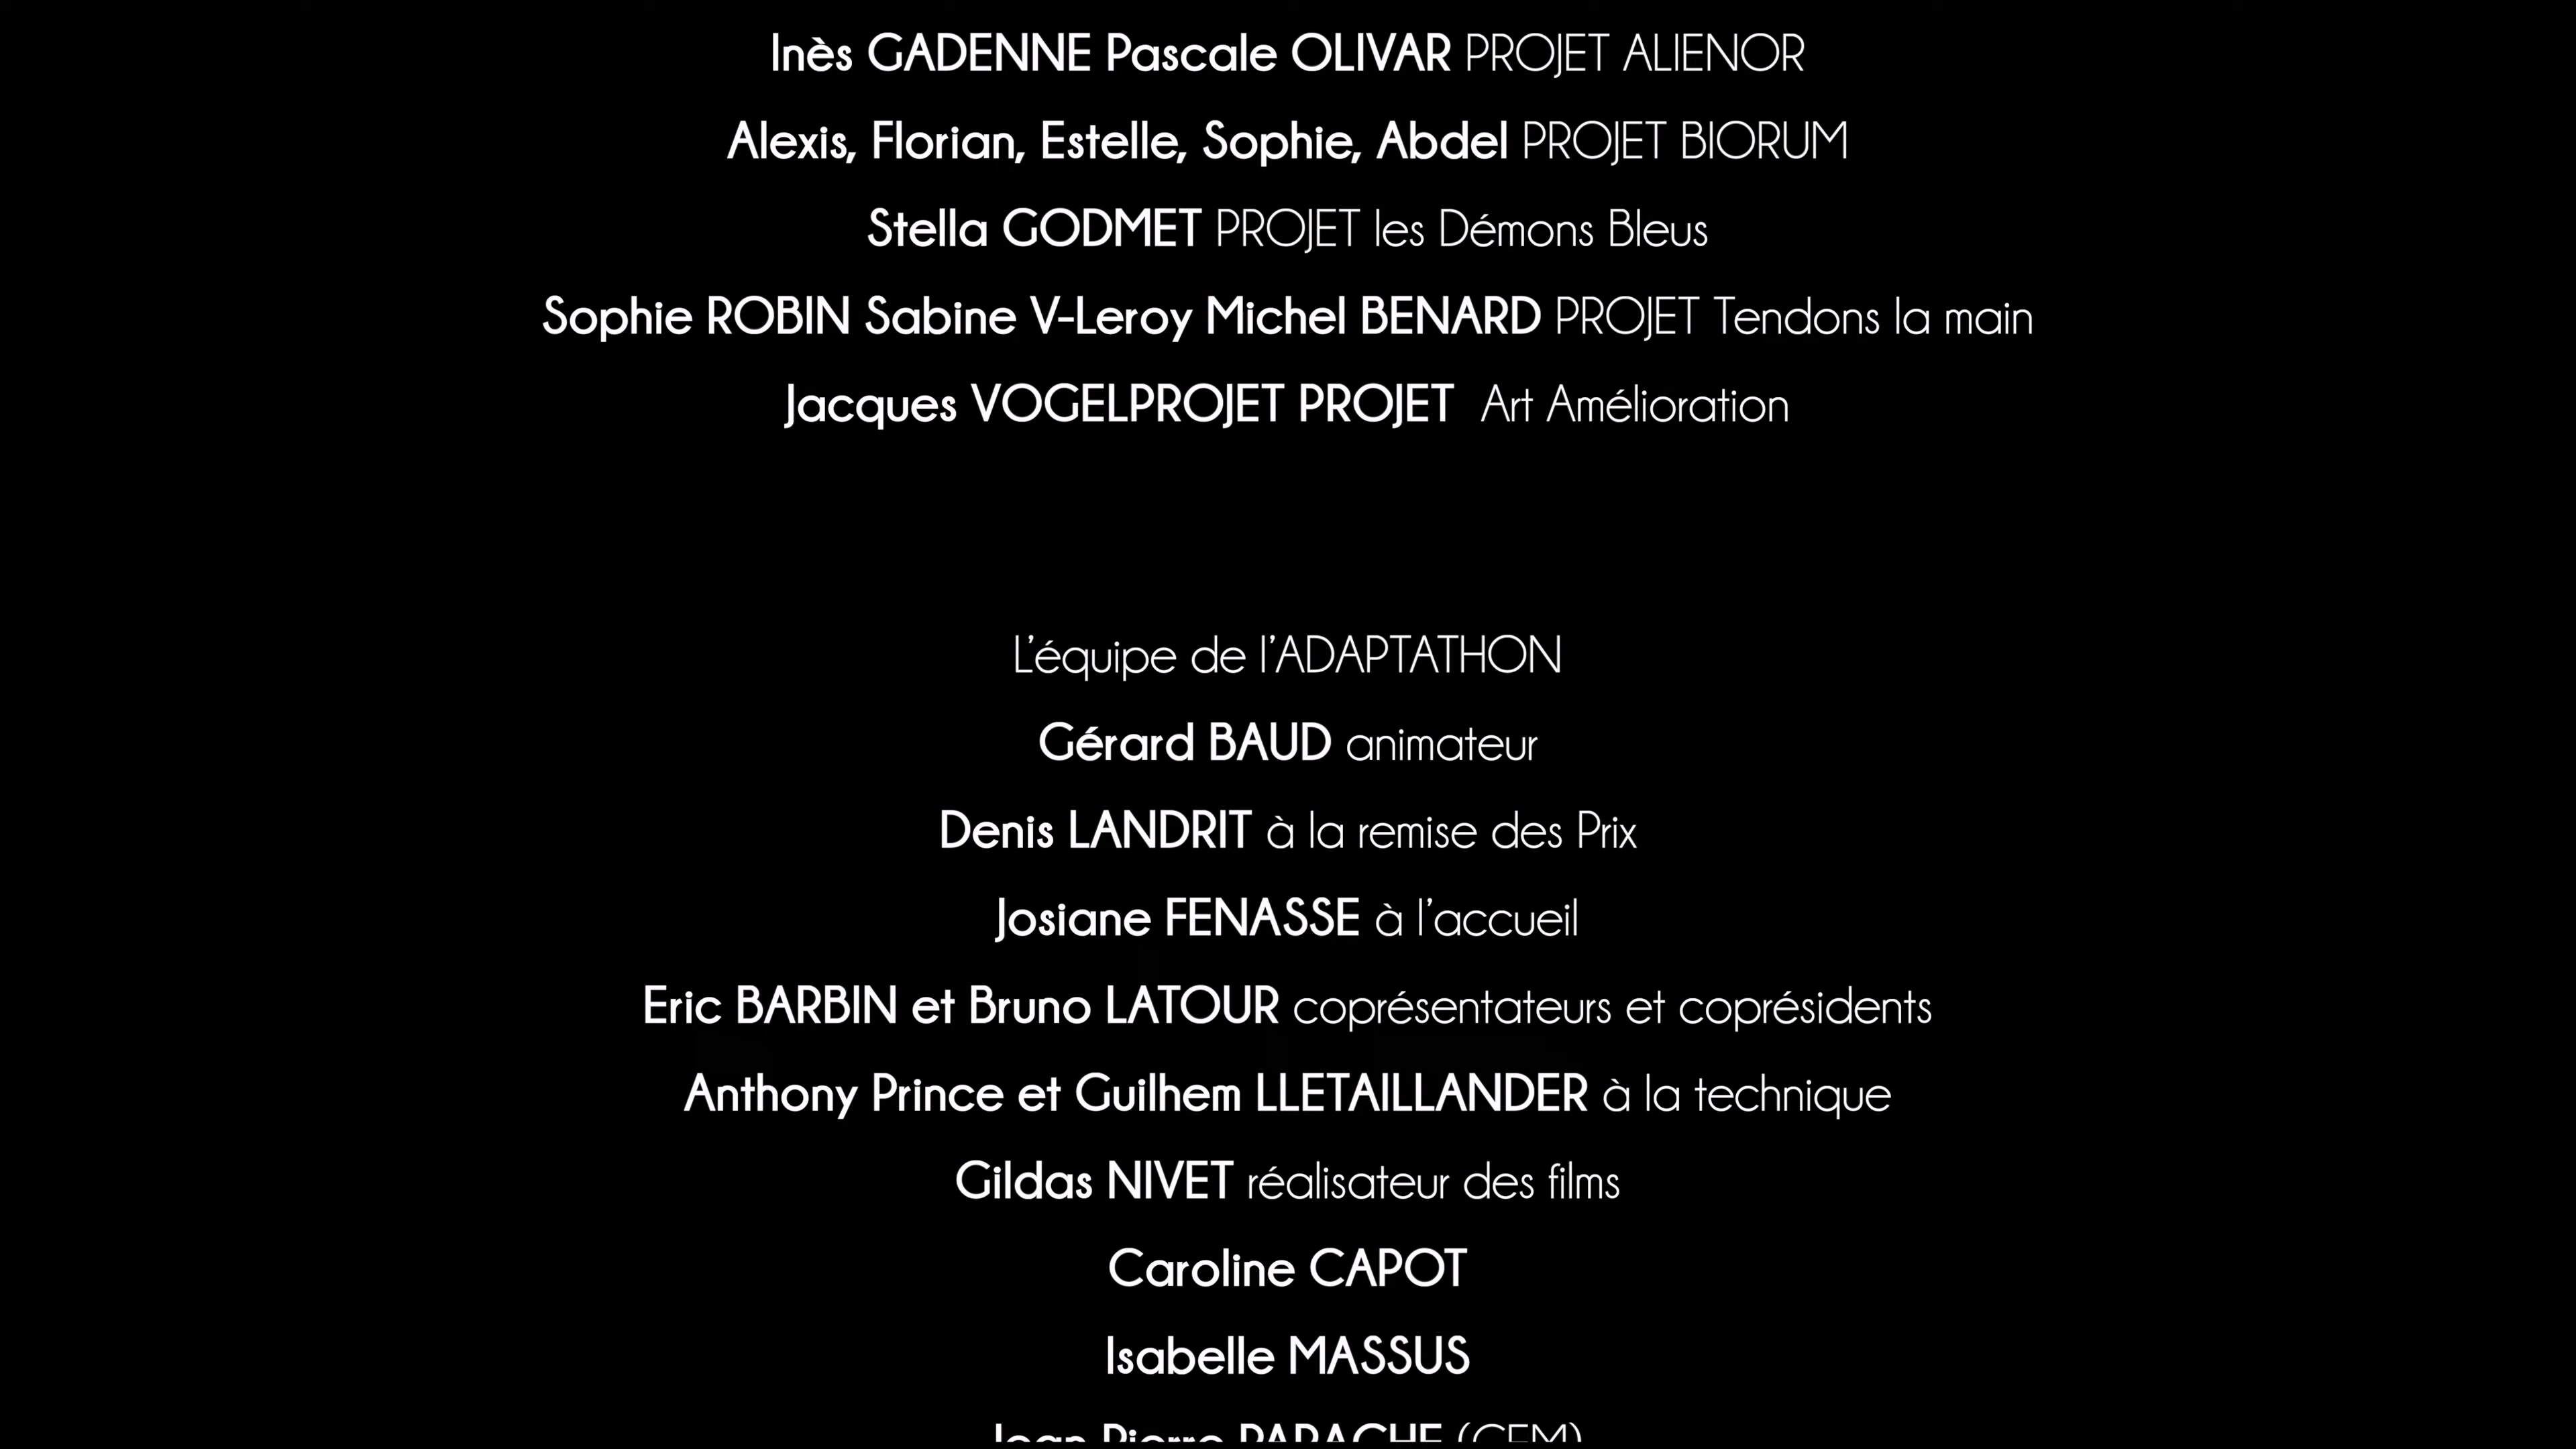 Inès GADENNE Pascale OLIVAR PROJET ALIENOR
Alexis, Florian, Estelle, Sophie, Abdel PROJET BIORUM
Stella GODMET PROJET les Démons Bleus
Sophie ROBIN Sabine V-Leroy Michel BENARD PROJET Tendons la main
Jacques VOGELPROJET PROJET Art Amélioration
L'équipe de l'ADAPTATHON
Gérard BAUD animateur
Denis LANDRIT à la remise des Prix
Josiane FENASSE à l'accueil
Eric BARBIN et Bruno LATOUR coprésentateurs et coprésidents
Anthony Prince et Guilhem LLETAILLANDER à la technique
Gildas NIVET réalisateur des films
Caroline CAPOT
Isabelle MASSUS
Pierre